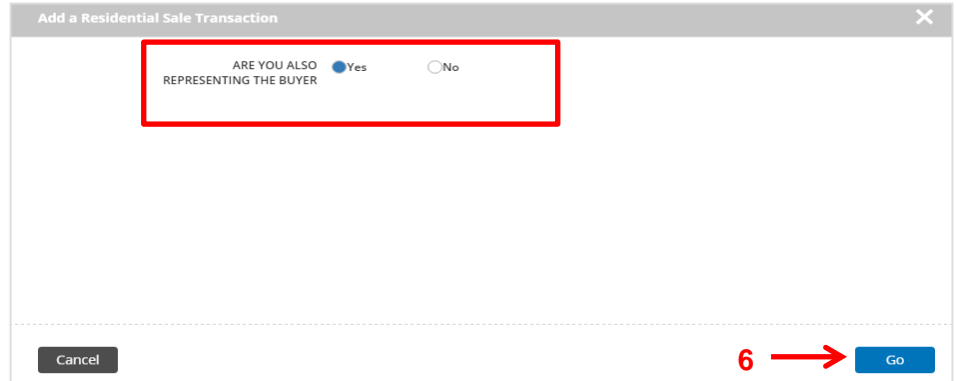 Add a Residential Sale Transaction
ARE YOU ALSO Yes No
REPRESENTING THE BUYER
Cancel 6 Go